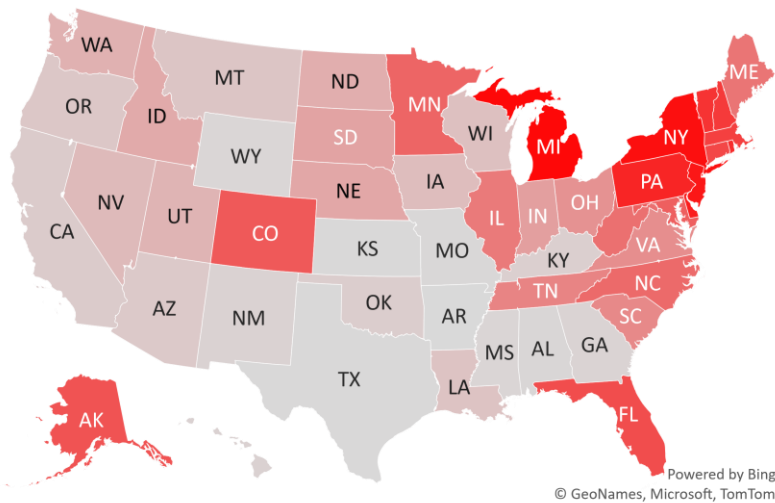 WA
MT
ND
MN
ME
OR
ID
SD
WI
MI
NY
WY
NE
IA
PA
NV
UT
CO
IL
IN
OH
CA
KS
MO
KY
VA
AZ
NM
OK
AR
TN
NC
SC
TX
MS
AL
GA
LA
AK
FL
Powered by Bing
© GeoNames, Microsoft, TomTom